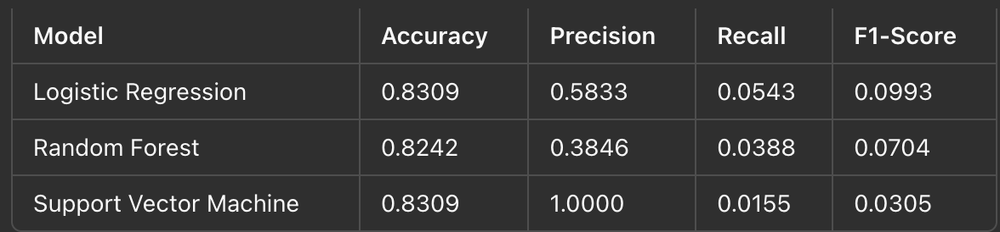 Model Accuracy Precision Recall F1-Score
Logistic Regression 0.8309 0.5833 0.0543 0.0993
Random Forest 0.8242 0.3846 0.0388 0.0704
Support Vector Machine 0.8309 1.0000 0.0155 0.0305